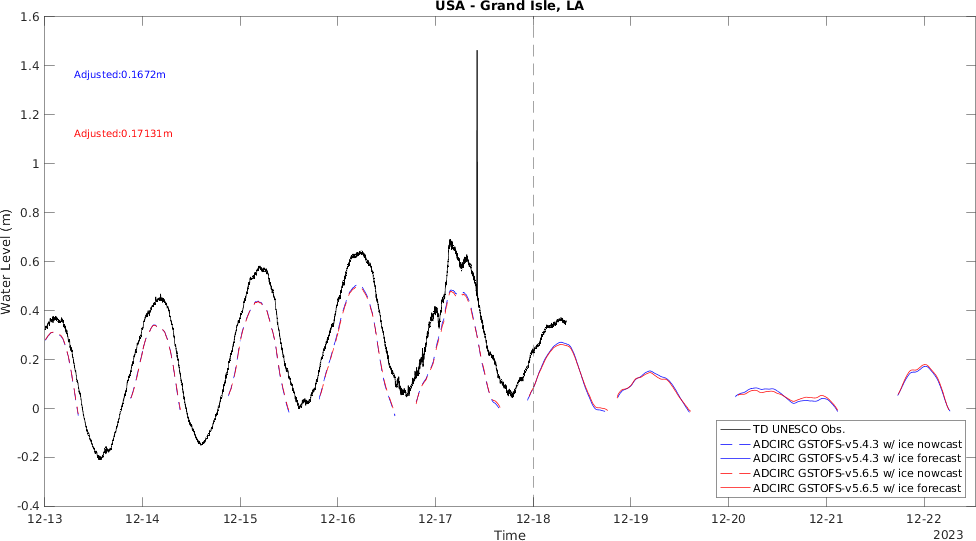 USA - Grand Isle, LA
1.6
1.4
1.2
1
0.8
0.6
0.4
0.2
0
-0.2
-0.4
Water Level (m)
Adjusted:0.1672m
Adjusted:0.17131m
TD UNESCO Obs.
ADCIRC GSTOFS-v5.4.3 w/ ice nowcast
ADCIRC GSTOFS-v5.4.3 w/ ice forecast
ADCIRC GSTOFS-v5.6.5 w/ ice nowcast
ADCIRC GSTOFS-v5.6.5 w/ ice forecast
12-13 12-14 12-15 12-16 12-17 12-18 12-19 12-20 12-21 12-22
Time
2023